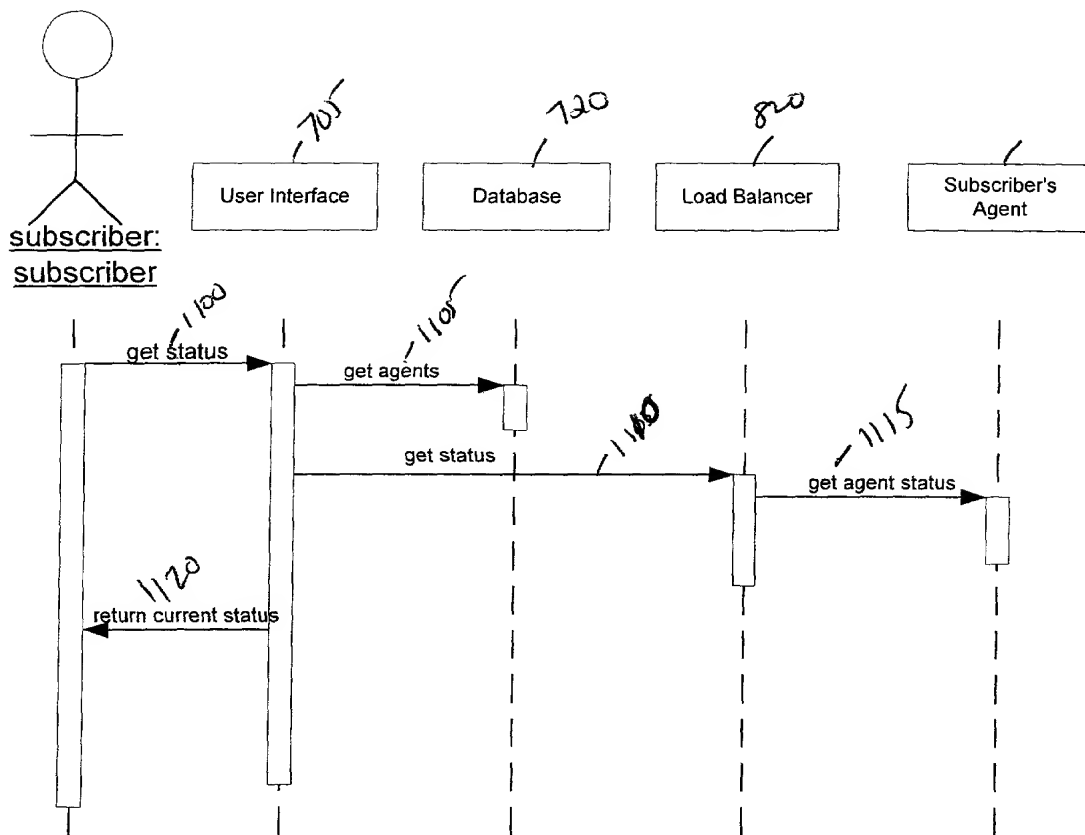 705
720
820
User Interface
Database
Load Balancer
Subscriber's
Agent
subscriber:
subscriber
1100
get status
1105
get agents
get status
1110
1115
get agent status
1120
return current status